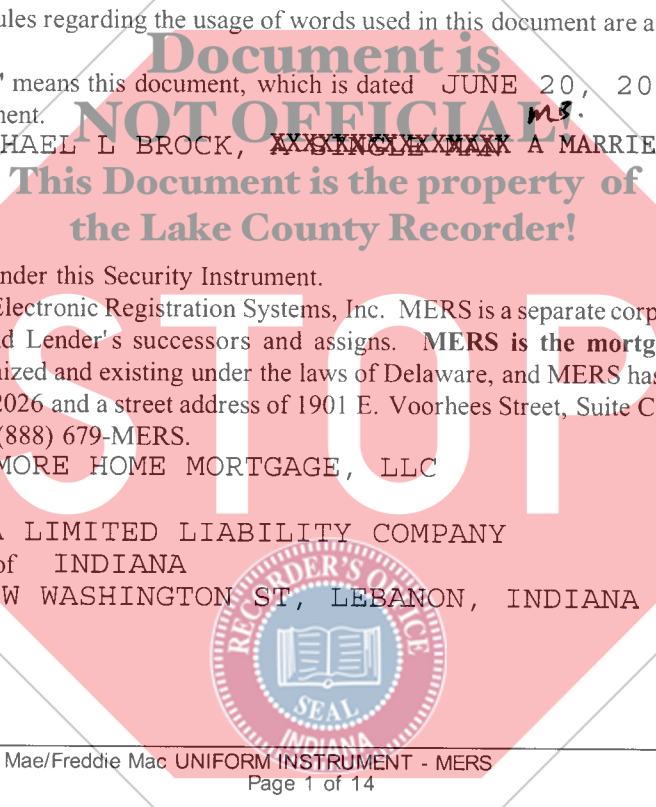 ules regarding the usage of words used in this document are a
Document is
" means this document, which is dated JUNE 20, 20
ment.
NOT OFFICIAL!
HAEL L BROCK, A SINGLE MAN A MARRIE
This Document is the property of
the Lake County Recorder!
nder this Security Instrument.
Electronic Registration Systems, Inc. MERS is a separate corp
d Lender's successors and assigns. MERS is the mortg
ized and existing under the laws of Delaware, and MERS has
2026 and a street address of 1901 E. Voorhees Street, Suite C
(888) 679-MERS.
STOP
MORE HOME MORTGAGE, LLC
A LIMITED LIABILITY COMPANY
of INDIANA
W WASHINGTON ST, LEBANON, INDIANA
RECORDER'S OFFICE
SEAL
INDIANA
Mae/Freddie Mac UNIFORM INSTRUMENT - MERS
Page 1 of 14